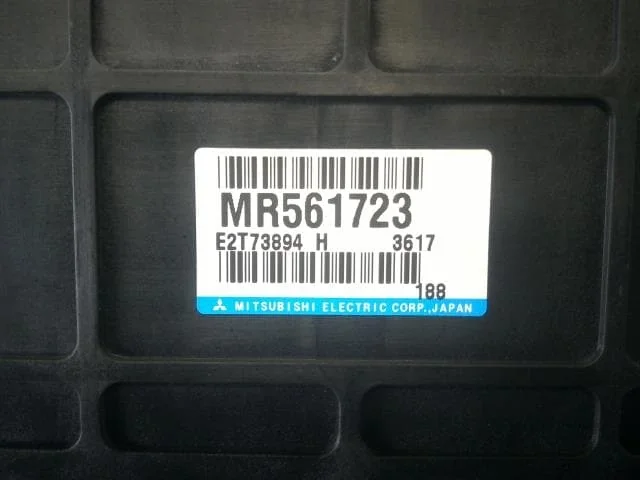 MR561723
E2T73894 H 3617
188
MITSUBISHI ELECTRIC CORP.,JAPAN